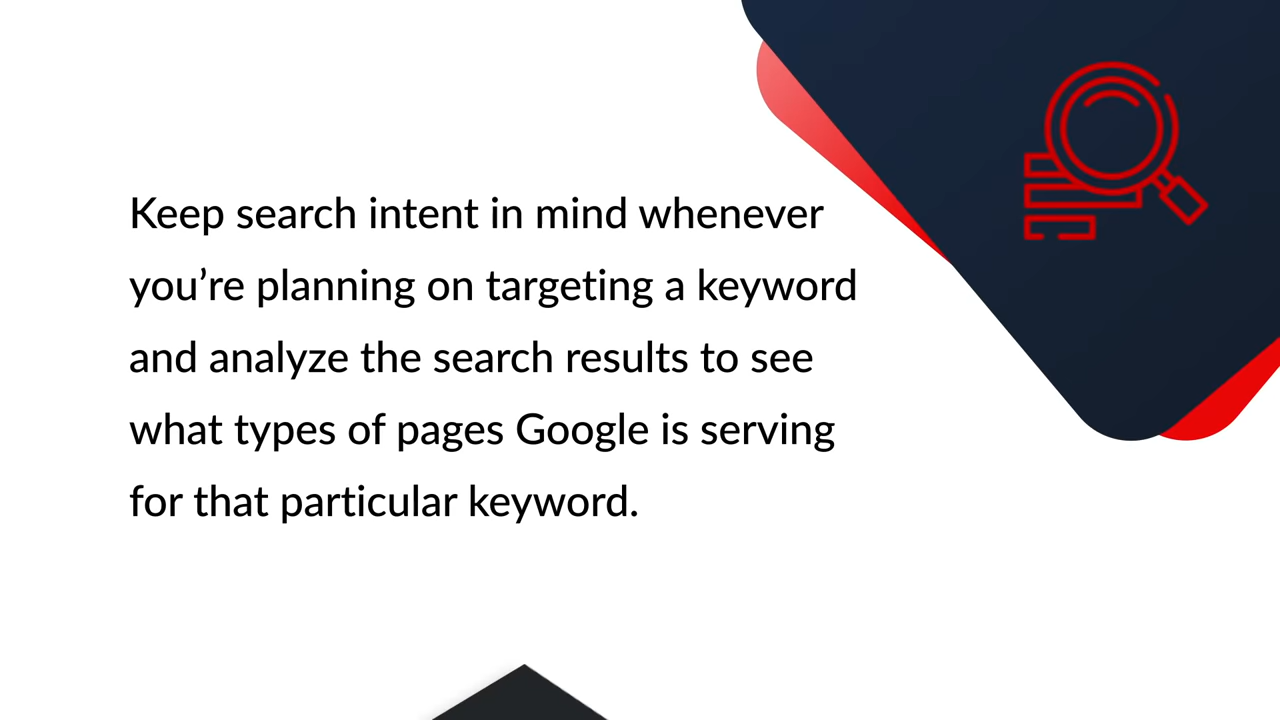 Keep search intent in mind whenever
you’re planning on targeting a keyword
and analyze the search results to see
what types of pages Google is serving
for that particular keyword.